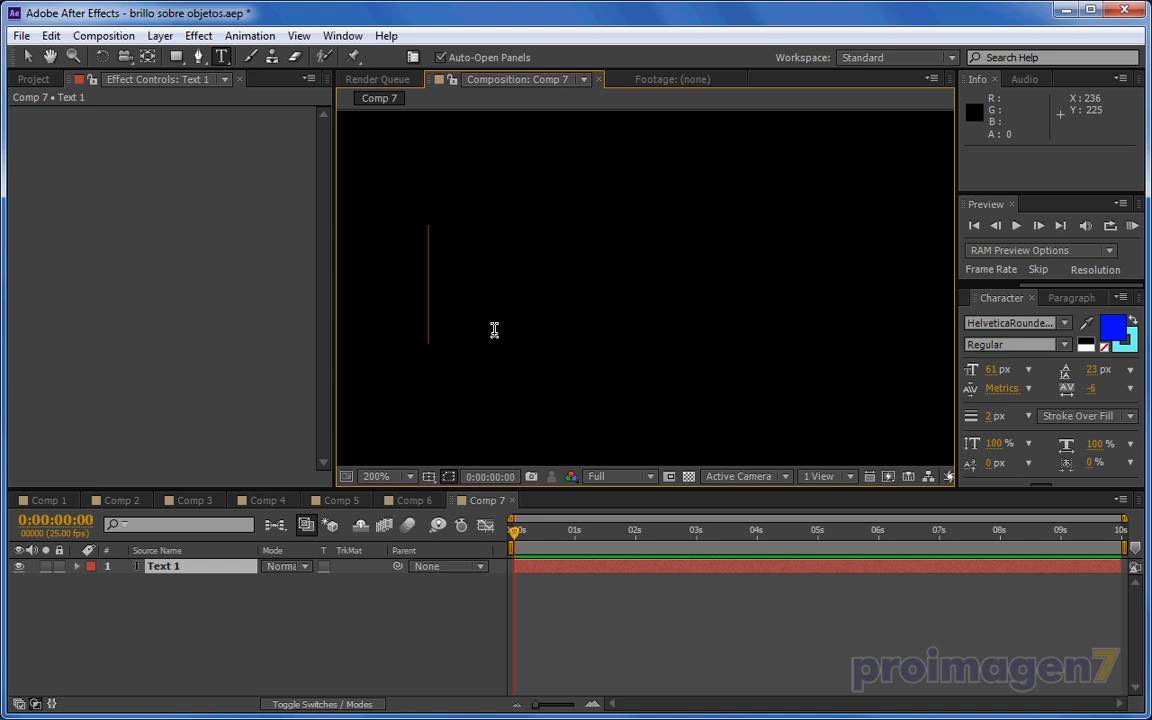 Ae Adobe After Effects - brillo sobre objetos.aep *
File Edit Composition Layer Effect Animation View Window Help
T Auto-Open Panels Workspace: Standard Search Help
Project Effect Controls: Text 1 Render Queue Composition: Comp 7 Footage: (none) Info Audio
Comp 7 • Text 1 Comp 7
R: X: 236
G: Y: 225
B:
A: 0
Preview
RAM Preview Options
Frame Rate Skip Resolution
Character Paragraph
HelveticaRounde...
Regular
61 px 23 px
Metrics -6
2 px Stroke Over Fill
100 % 100 %
0 px 0 %
200% 0:00:00:00 Full Active Camera 1 View
Comp 1 Comp 2 Comp 3 Comp 4 Comp 5 Comp 6 Comp 7
0:00:00:00
00000 (25.00 fps)
01s 02s 03s 04s 05s 06s 07s 08s 09s 10s
# Source Name Mode T TrkMat Parent
1 T Text 1 Norma None
proimagen7
Toggle Switches / Modes